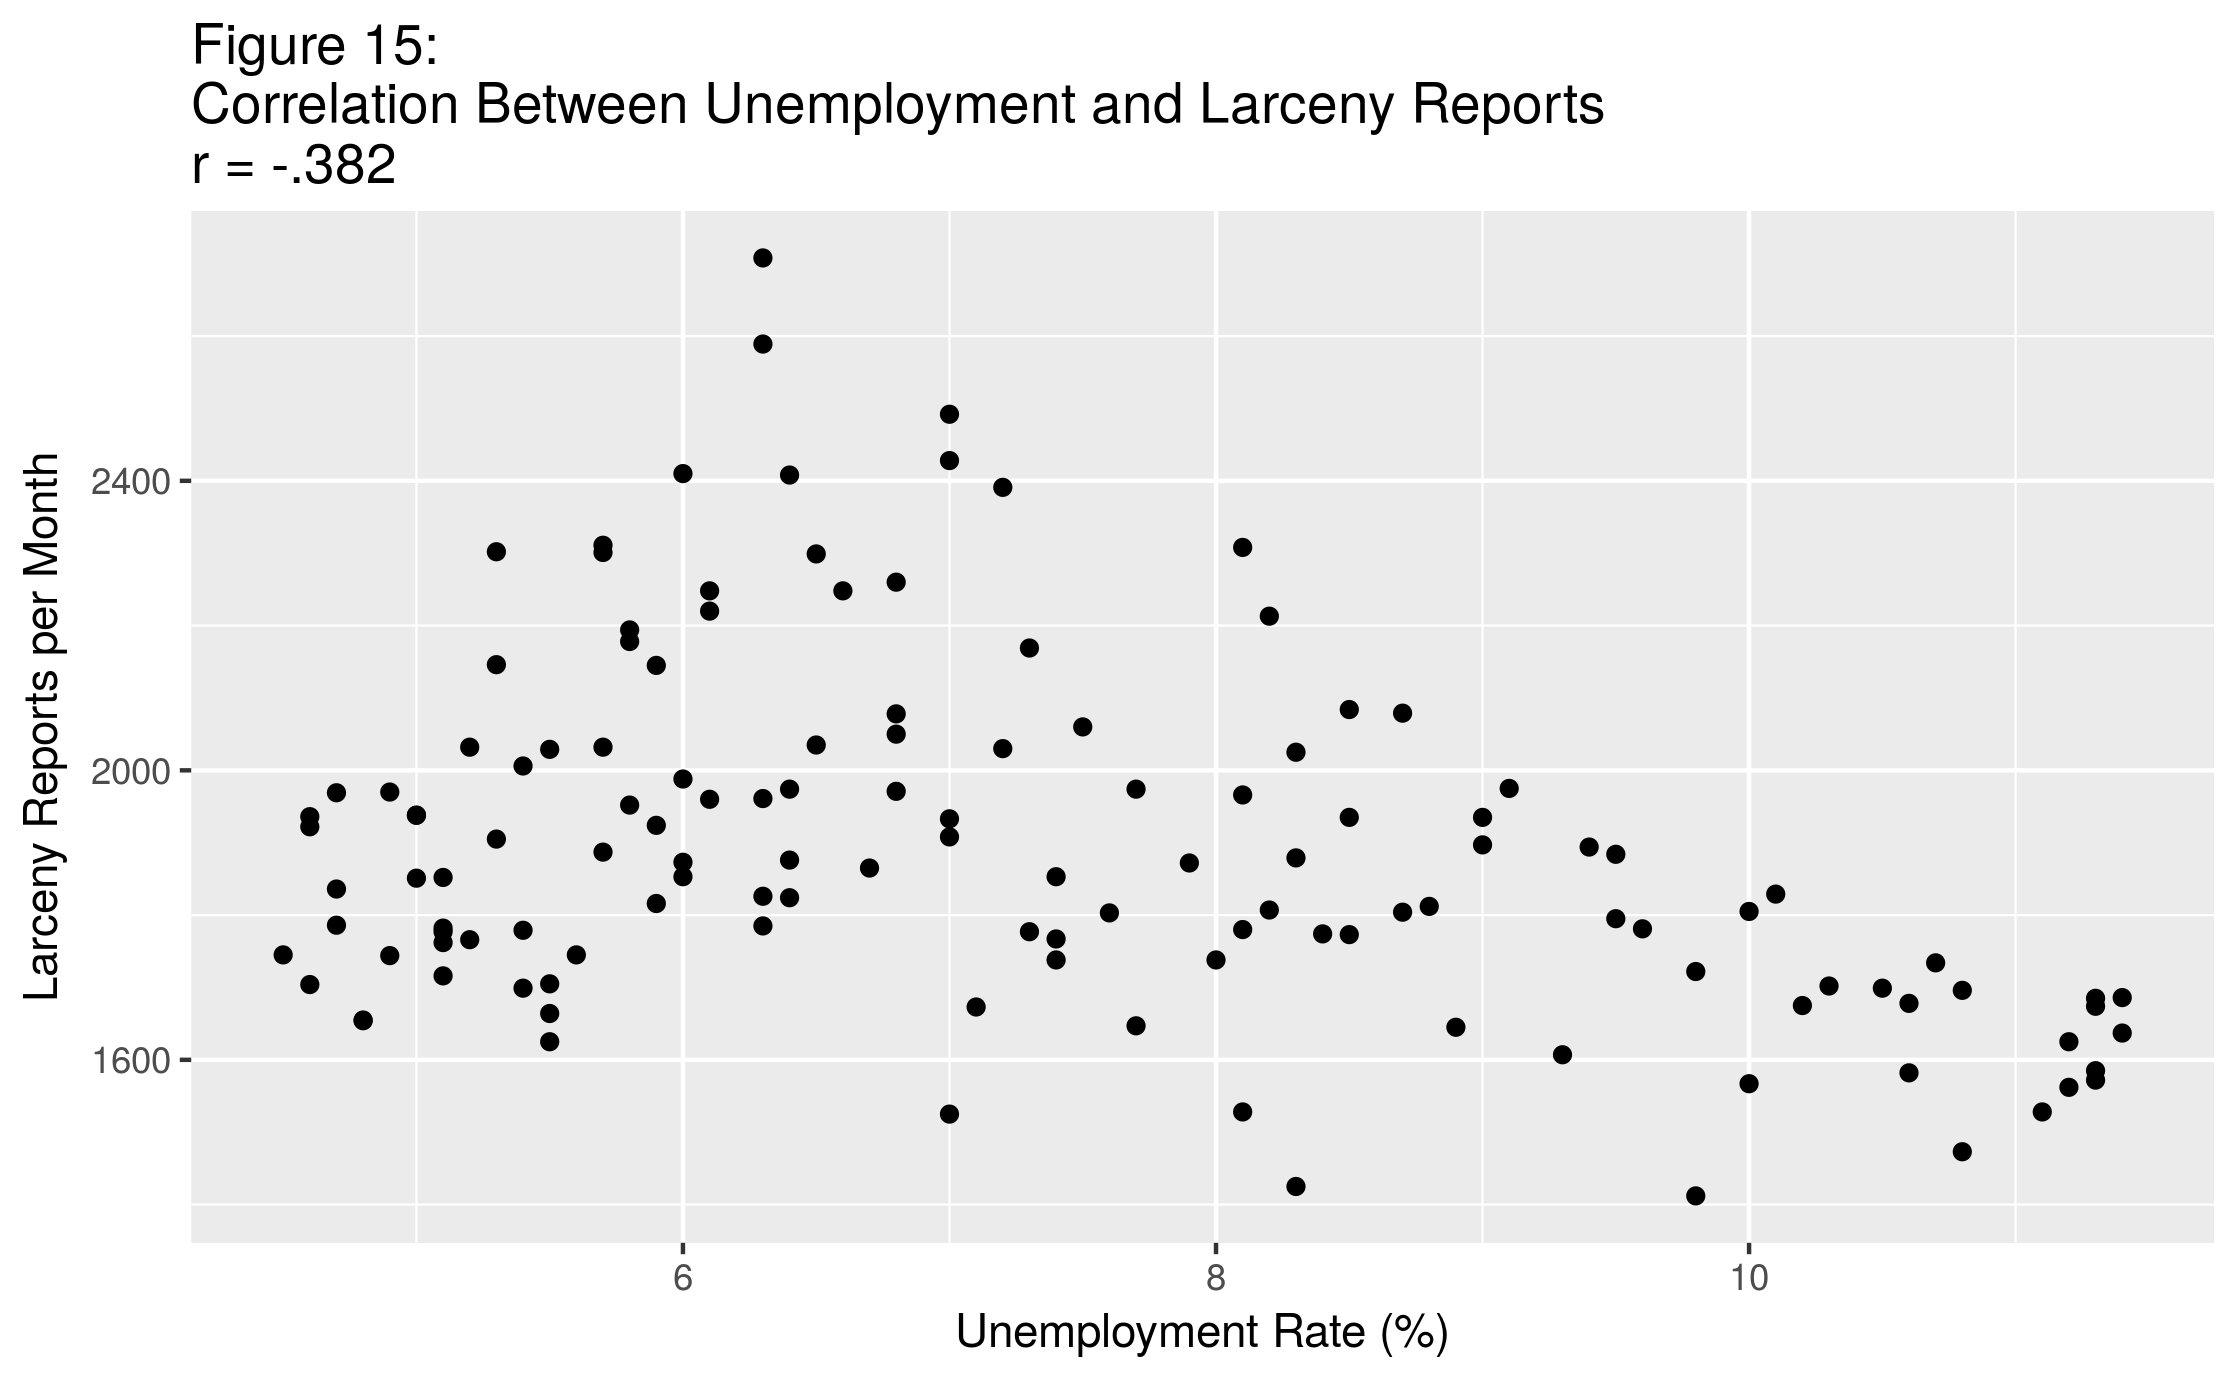 Figure 15:
Correlation Between Unemployment and Larceny Reports
r = -.382
Larceny Reports per Month
2400
2000
1600
6
8
10
Unemployment Rate (%)